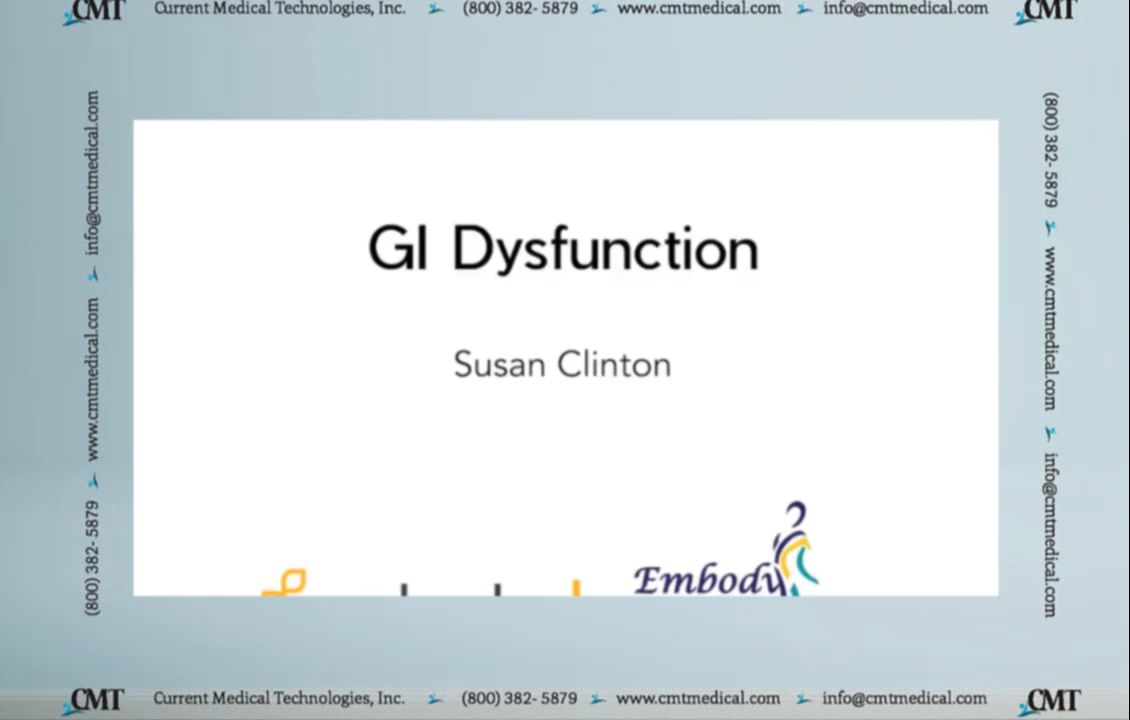 CMT Current Medical Technologies, Inc. (800) 382- 5879 www.cmtmedical.com info@cmtmedical.com CMT
(800) 382- 5879 www.cmtmedical.com info@cmtmedical.com
GI Dysfunction
Susan Clinton
Embody
(800) 382- 5879 www.cmtmedical.com info@cmtmedical.com
CMT Current Medical Technologies, Inc. (800) 382- 5879 www.cmtmedical.com info@cmtmedical.com CMT